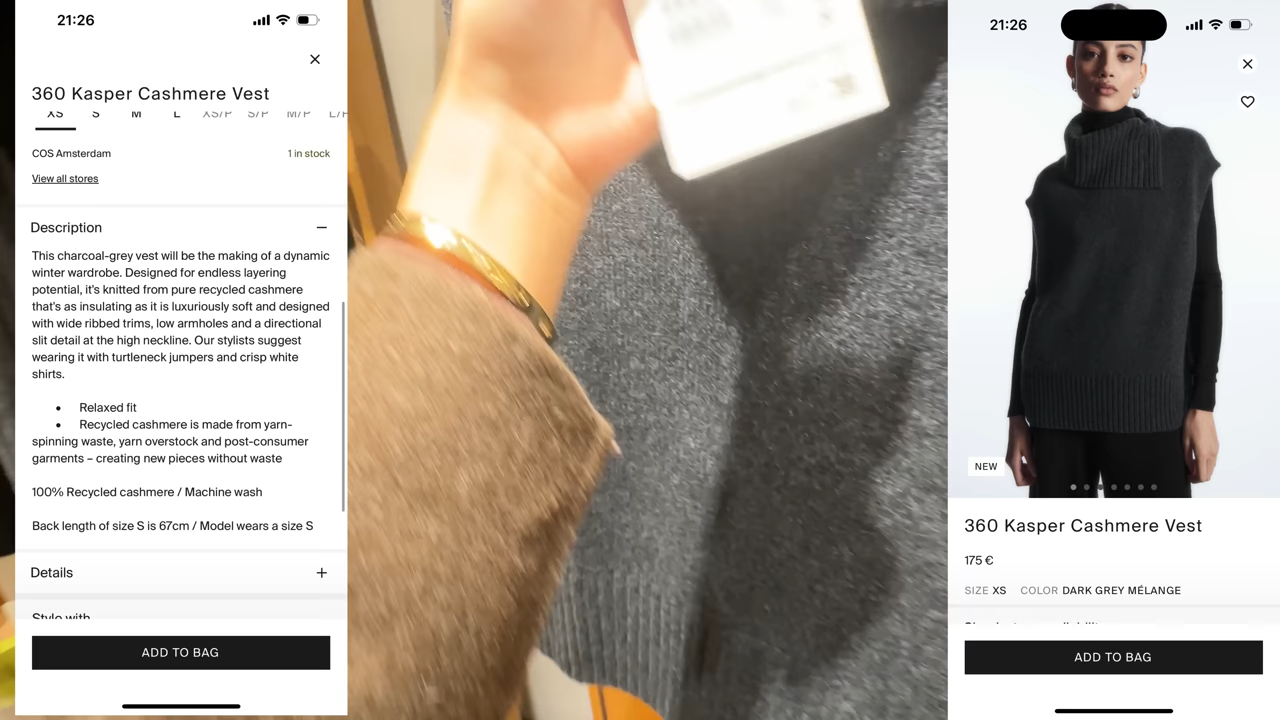 21:26
360 Kasper Cashmere Vest
XS S M L XS/P S/P M/P L/P
COS Amsterdam 1 in stock
View all stores
Description
This charcoal-grey vest will be the making of a dynamic
winter wardrobe. Designed for endless layering
potential, it's knitted from pure recycled cashmere
that's as insulating as it is luxuriously soft and designed
with wide ribbed trims, low armholes and a directional
slit detail at the high neckline. Our stylists suggest
wearing it with turtleneck jumpers and crisp white
shirts.
• Relaxed fit
• Recycled cashmere is made from yarn-
spinning waste, yarn overstock and post-consumer
garments – creating new pieces without waste
100% Recycled cashmere / Machine wash
Back length of size S is 67cm / Model wears a size S
Details
Style with
ADD TO BAG
21:26
NEW
360 Kasper Cashmere Vest
175 €
SIZE XS COLOR DARK GREY MÉLANGE
ADD TO BAG